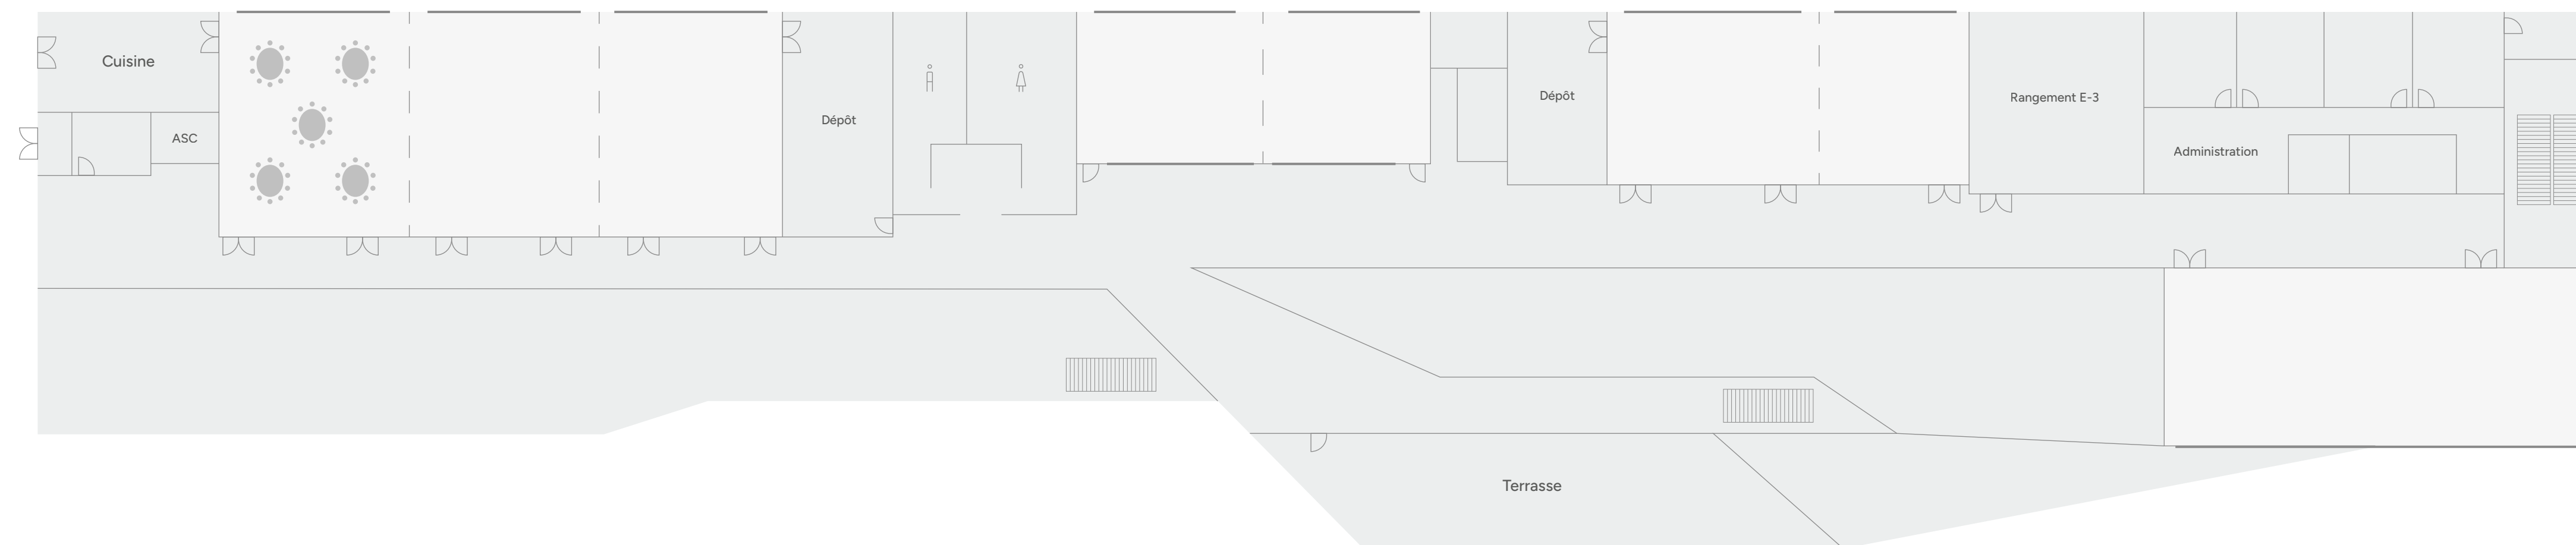 Cuisine
ASC
Dépôt
Dépôt
Rangement E-3
Administration
Terrasse